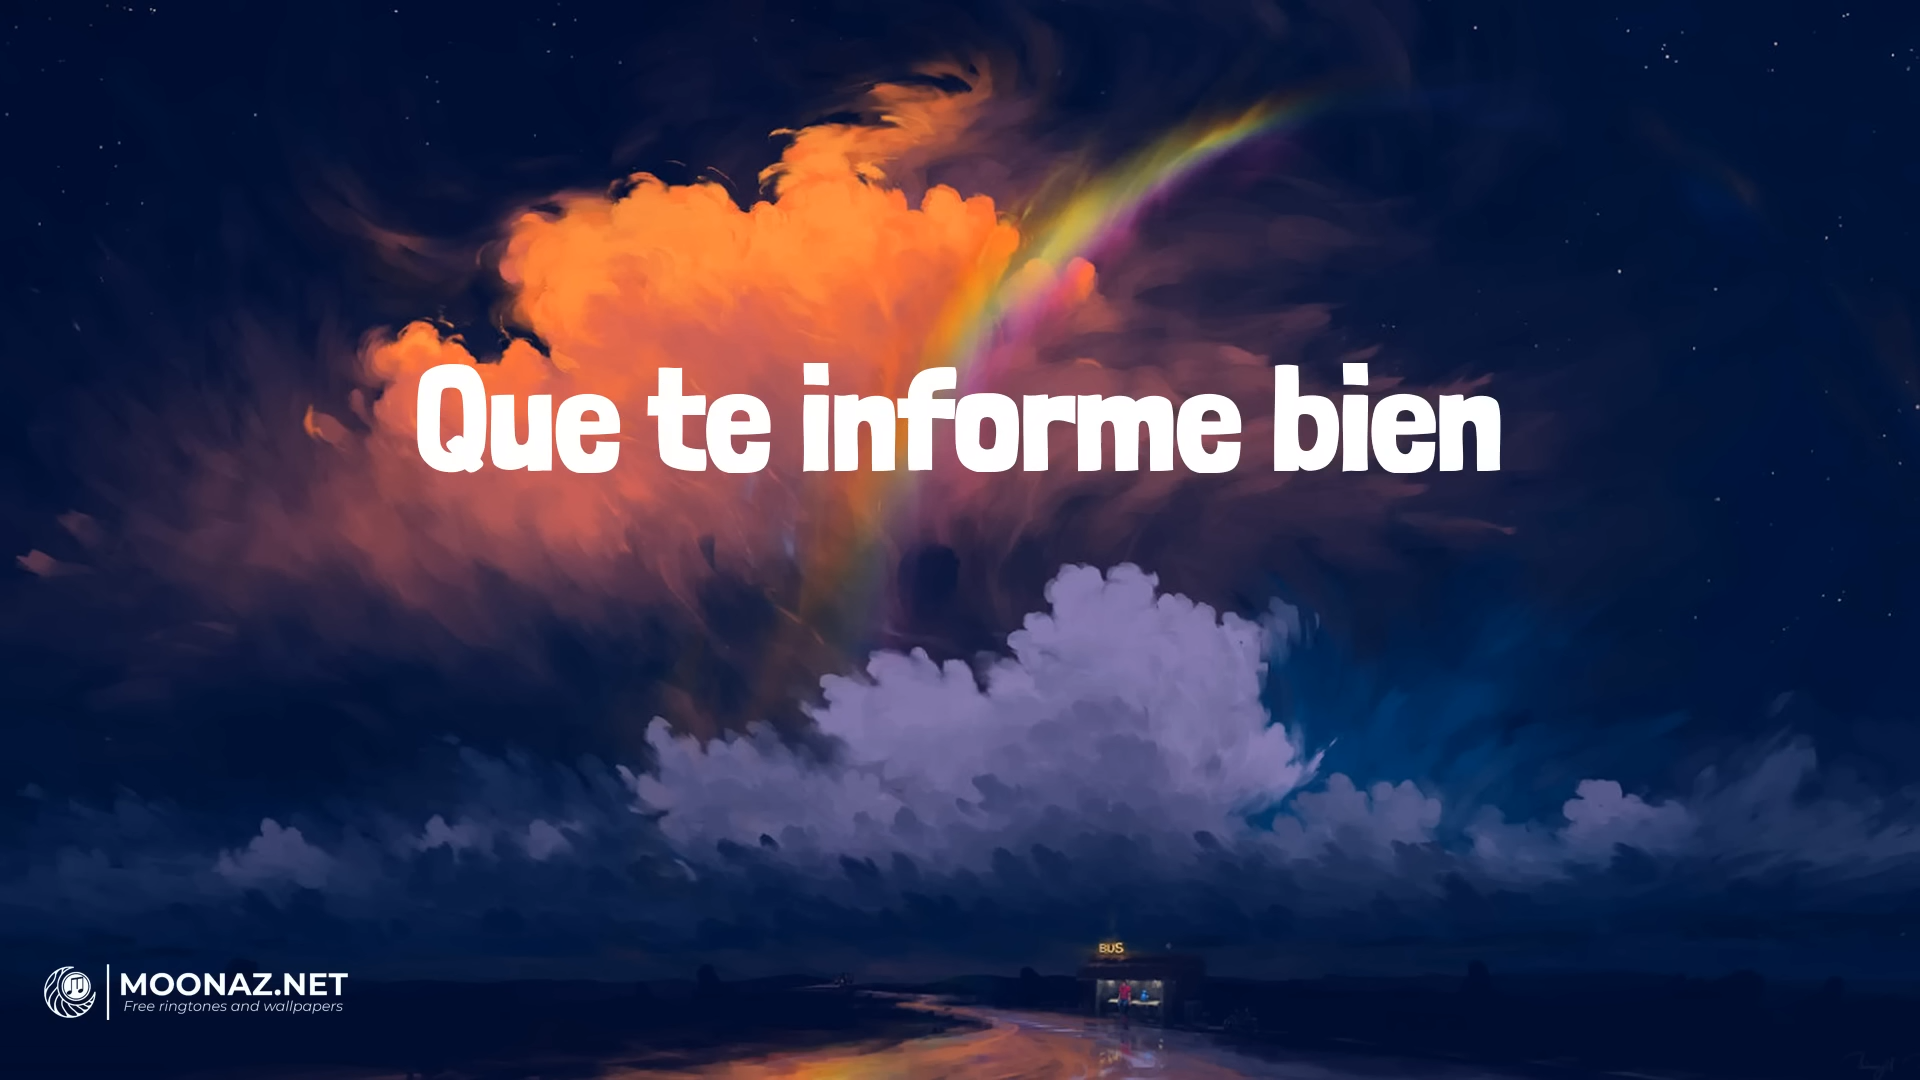 Que te informe bien
BUS
MOONAZ.NET
Free ringtones and wallpapers